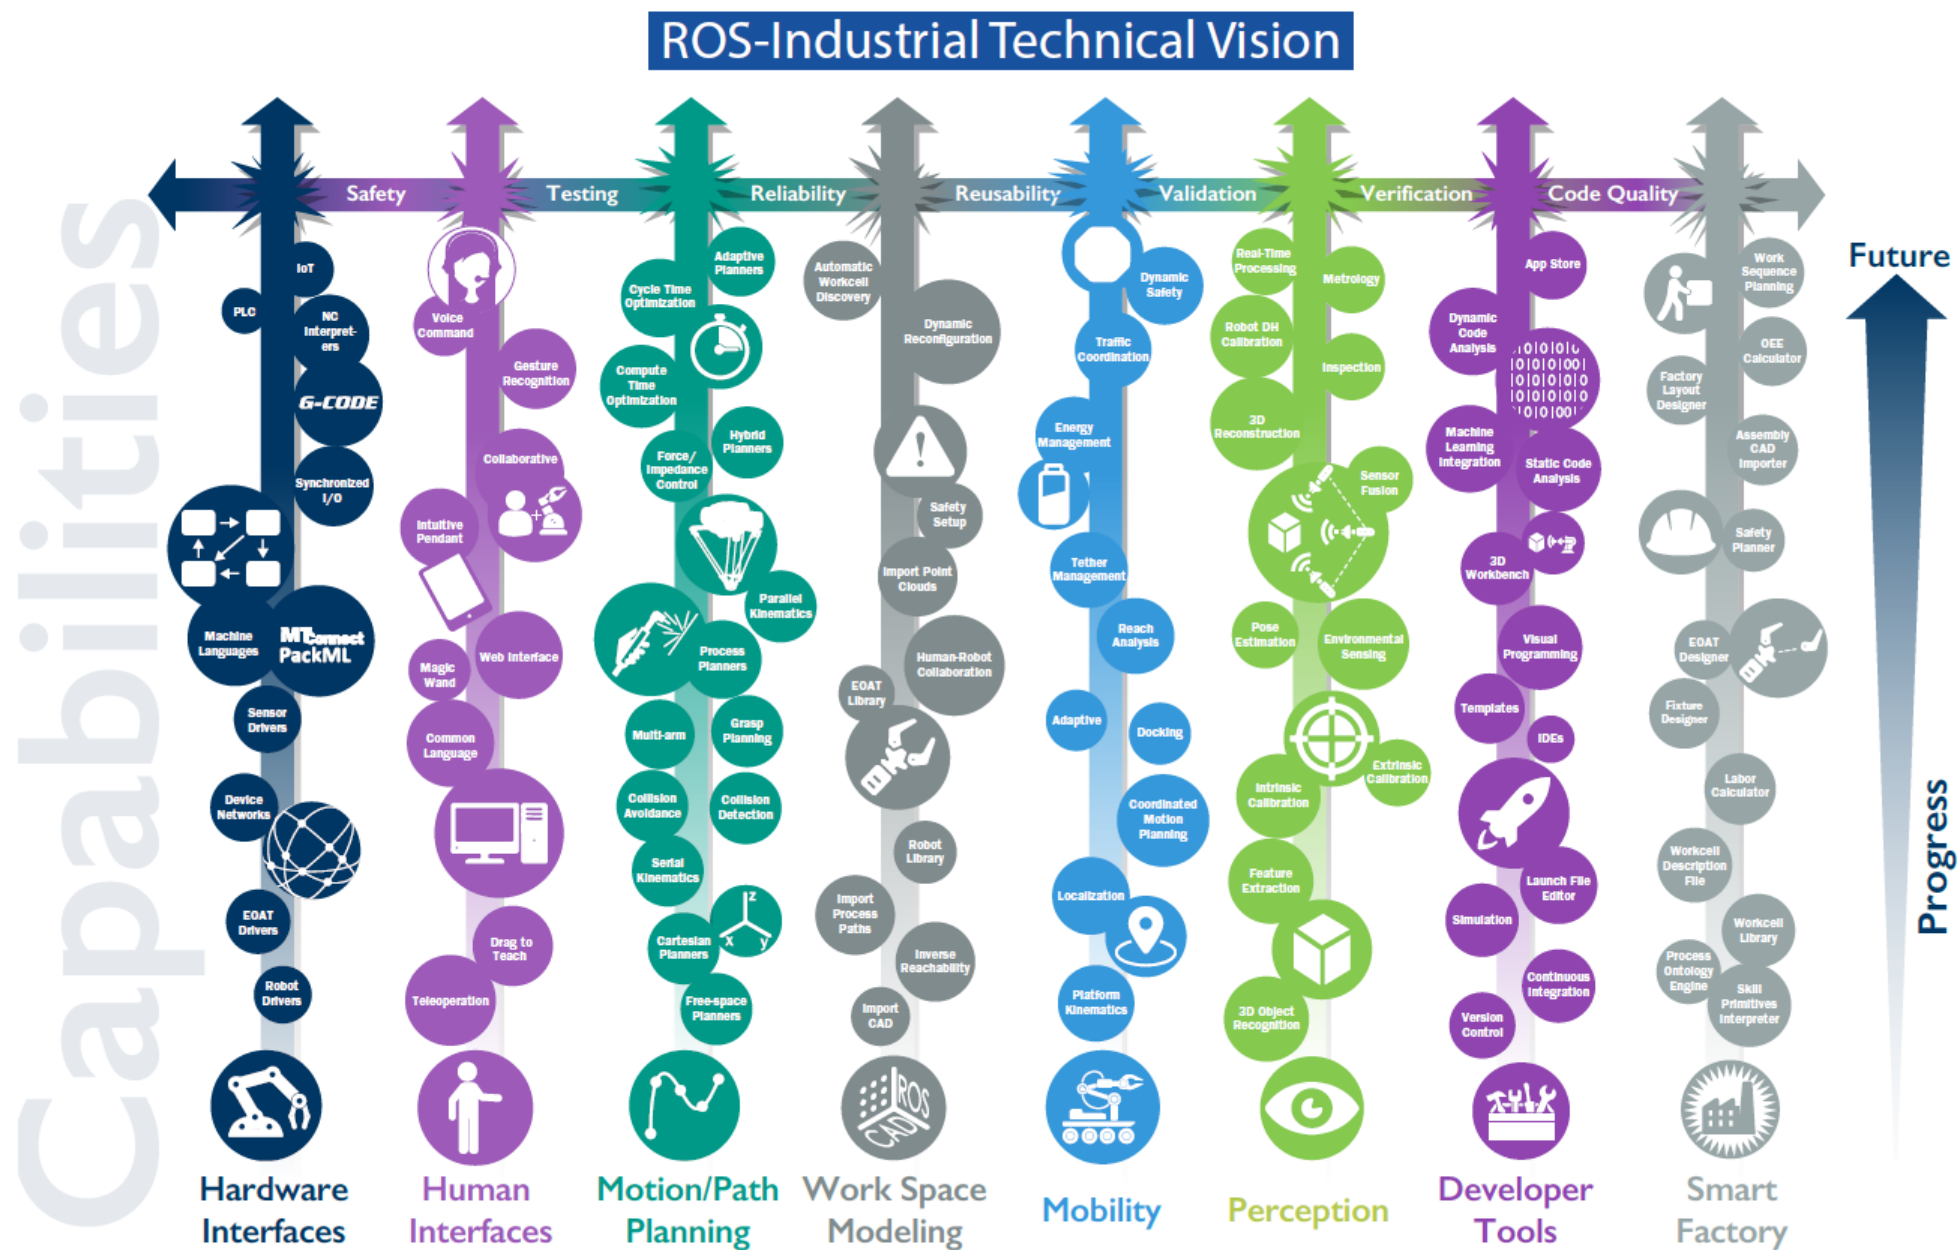 ROS-Industrial Technical Vision
Capabilities
Safety
Testing
Reliability
Reusability
Validation
Verification
Code Quality
Future
Progress
IoT
PLC
NC
Interpret-
ers
G-CODE
Synchronized
I/O
Machine
Languages
MTConnect
PackML
Sensor
Drivers
Device
Networks
EOAT
Drivers
Robot
Drivers
Hardware
Interfaces
Voice
Command
Gesture
Recognition
Collaborative
+
Intuitive
Pendant
Web Interface
Magic
Wand
Common
Language
Drag to
Teach
Teleoperation
Human
Interfaces
Adaptive
Planners
Cycle Time
Optimization
Compute
Time
Optimization
Hybrid
Planners
Force/
Impedance
Control
Parallel
Kinematics
Process
Planners
Multi-arm
Grasp
Planning
Collision
Avoidance
Collision
Detection
Serial
Kinematics
z
x
y
Cartesian
Planners
Free-space
Planners
Motion/Path
Planning
Automatic
Workcell
Discovery
Dynamic
Reconfiguration
Safety
Setup
Import Point
Clouds
Human-Robot
Collaboration
EOAT
Library
Robot
Library
Import
Process
Paths
Inverse
Reachability
Import
CAD
ROS
CAD
Work Space
Modeling
Dynamic
Safety
Traffic
Coordination
Energy
Management
Tether
Management
Reach
Analysis
Adaptive
Docking
Coordinated
Motion
Planning
Localization
Platform
Kinematics
Mobility
Real-Time
Processing
Metrology
Robot DH
Calibration
Inspection
3D
Reconstruction
Sensor
Fusion
Pose
Estimation
Environmental
Sensing
Extrinsic
Calibration
Intrinsic
Calibration
Feature
Extraction
3D Object
Recognition
Perception
App Store
Dynamic
Code
Analysis
Machine
Learning
Integration
Static Code
Analysis
3D
Workbench
Visual
Programming
Templates
IDEs
Launch File
Editor
Simulation
Continuous
Integration
Version
Control
Developer
Tools
Work
Sequence
Planning
OEE
Calculator
Factory
Layout
Designer
Assembly
CAD
Importer
Safety
Planner
EOAT
Designer
Fixture
Designer
Labor
Calculator
Workcell
Description
File
Workcell
Library
Process
Ontology
Engine
Skill
Primitives
Interpreter
Smart
Factory